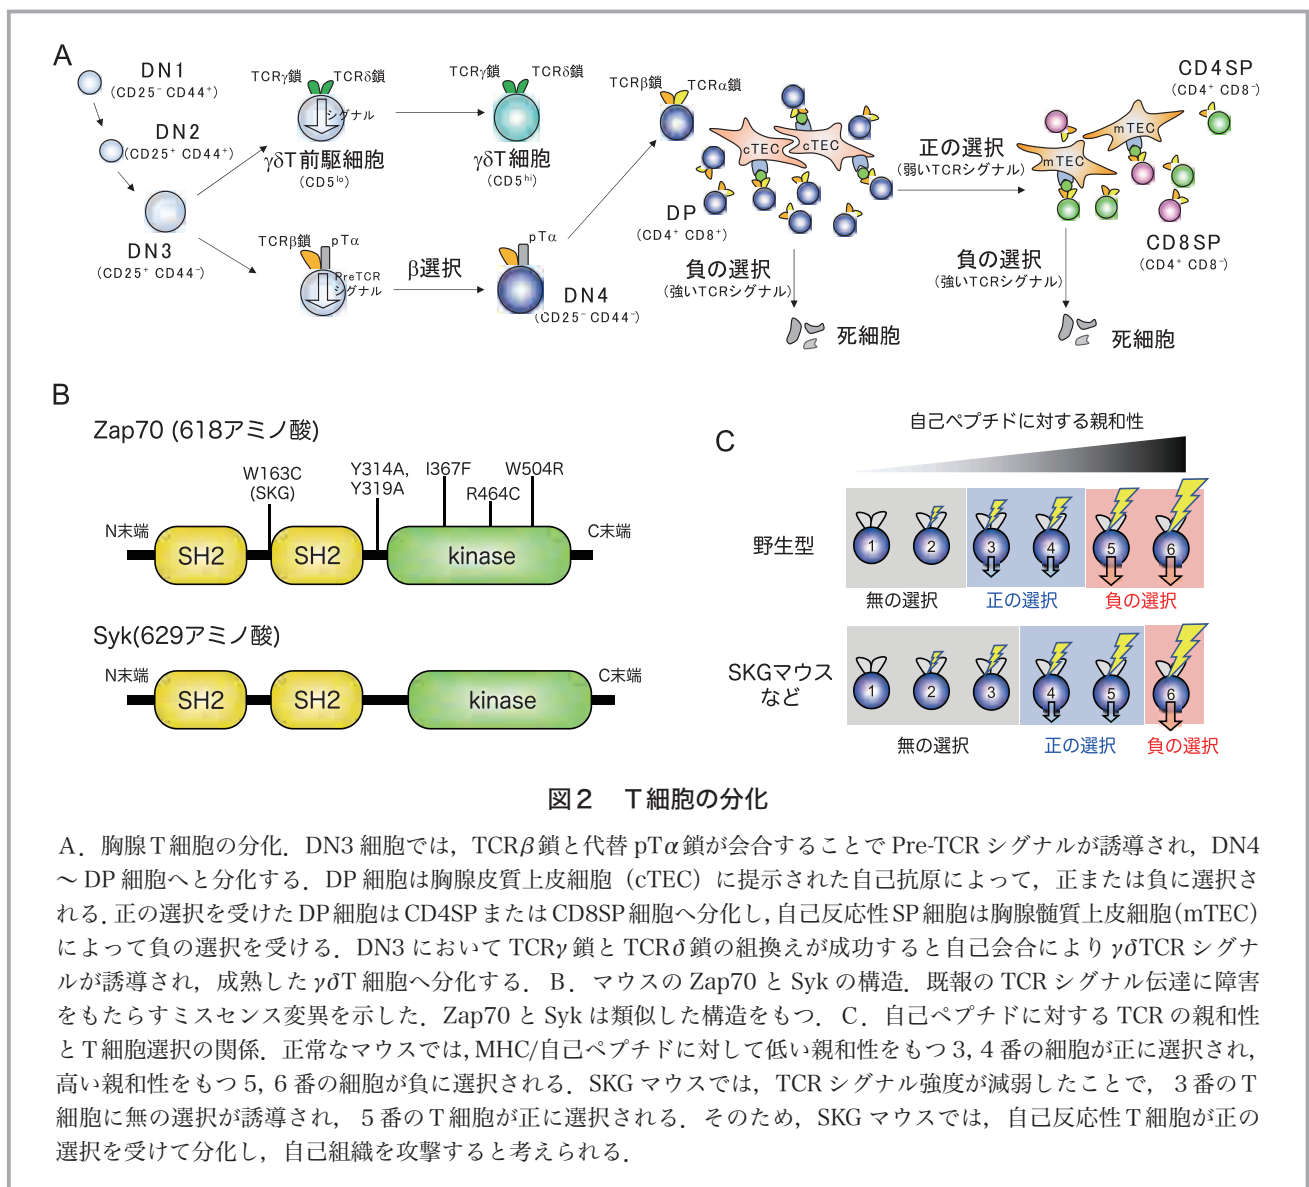 A
DN1
(CD25⁻ CD44⁺)
DN2
(CD25⁺ CD44⁺)
DN3
(CD25⁺ CD44⁻)
TCRγ鎖 TCRδ鎖
シグナル
γδT前駆細胞
(CD5ˡᵒ)
TCRγ鎖 TCRδ鎖
γδT細胞
(CD5ʰⁱ)
TCRβ鎖 pTα
PreTCR
シグナル
β選択
pTα
DN4
(CD25⁻ CD44⁻)
TCRβ鎖 TCRα鎖
cTEC
cTEC
DP
(CD4⁺ CD8⁺)
負の選択
(強いTCRシグナル)
死細胞
正の選択
(弱いTCRシグナル)
mTEC
mTEC
CD4SP
(CD4⁺ CD8⁻)
CD8SP
(CD4⁺ CD8⁻)
負の選択
(強いTCRシグナル)
死細胞
B
Zap70 (618アミノ酸)
W163C
(SKG)
Y314A,
Y319A
I367F
R464C
W504R
N末端
SH2
SH2
kinase
C末端
Syk(629アミノ酸)
N末端
SH2
SH2
kinase
C末端
C
自己ペプチドに対する親和性
野生型
1 2 3 4 5 6
無の選択 正の選択 負の選択
SKGマウス
など
1 2 3 4 5 6
無の選択 正の選択 負の選択
図2 T細胞の分化
A．胸腺T細胞の分化．DN3細胞では，TCRβ鎖と代替pTα鎖が会合することでPre-TCRシグナルが誘導され，DN4
～DP細胞へと分化する．DP細胞は胸腺皮質上皮細胞（cTEC）に提示された自己抗原によって，正または負に選択さ
れる．正の選択を受けたDP細胞はCD4SPまたはCD8SP細胞へ分化し，自己反応性SP細胞は胸腺髄質上皮細胞（mTEC）
によって負の選択を受ける．DN3においてTCRγ鎖とTCRδ鎖の組換えが成功すると自己会合によりγδTCRシグナ
ルが誘導され，成熟したγδT細胞へ分化する．B．マウスのZap70とSykの構造．既報のTCRシグナル伝達に障害
をもたらすミスセンス変異を示した．Zap70とSykは類似した構造をもつ．C．自己ペプチドに対するTCRの親和性
とT細胞選択の関係．正常なマウスでは，MHC/自己ペプチドに対して低い親和性をもつ3, 4番の細胞が正に選択され，
高い親和性をもつ5, 6番の細胞が負に選択される．SKGマウスでは，TCRシグナル強度が減弱したことで，3番のT
細胞に無の選択が誘導され，5番のT細胞が正に選択される．そのため，SKGマウスでは，自己反応性T細胞が正の
選択を受けて分化し，自己組織を攻撃すると考えられる．